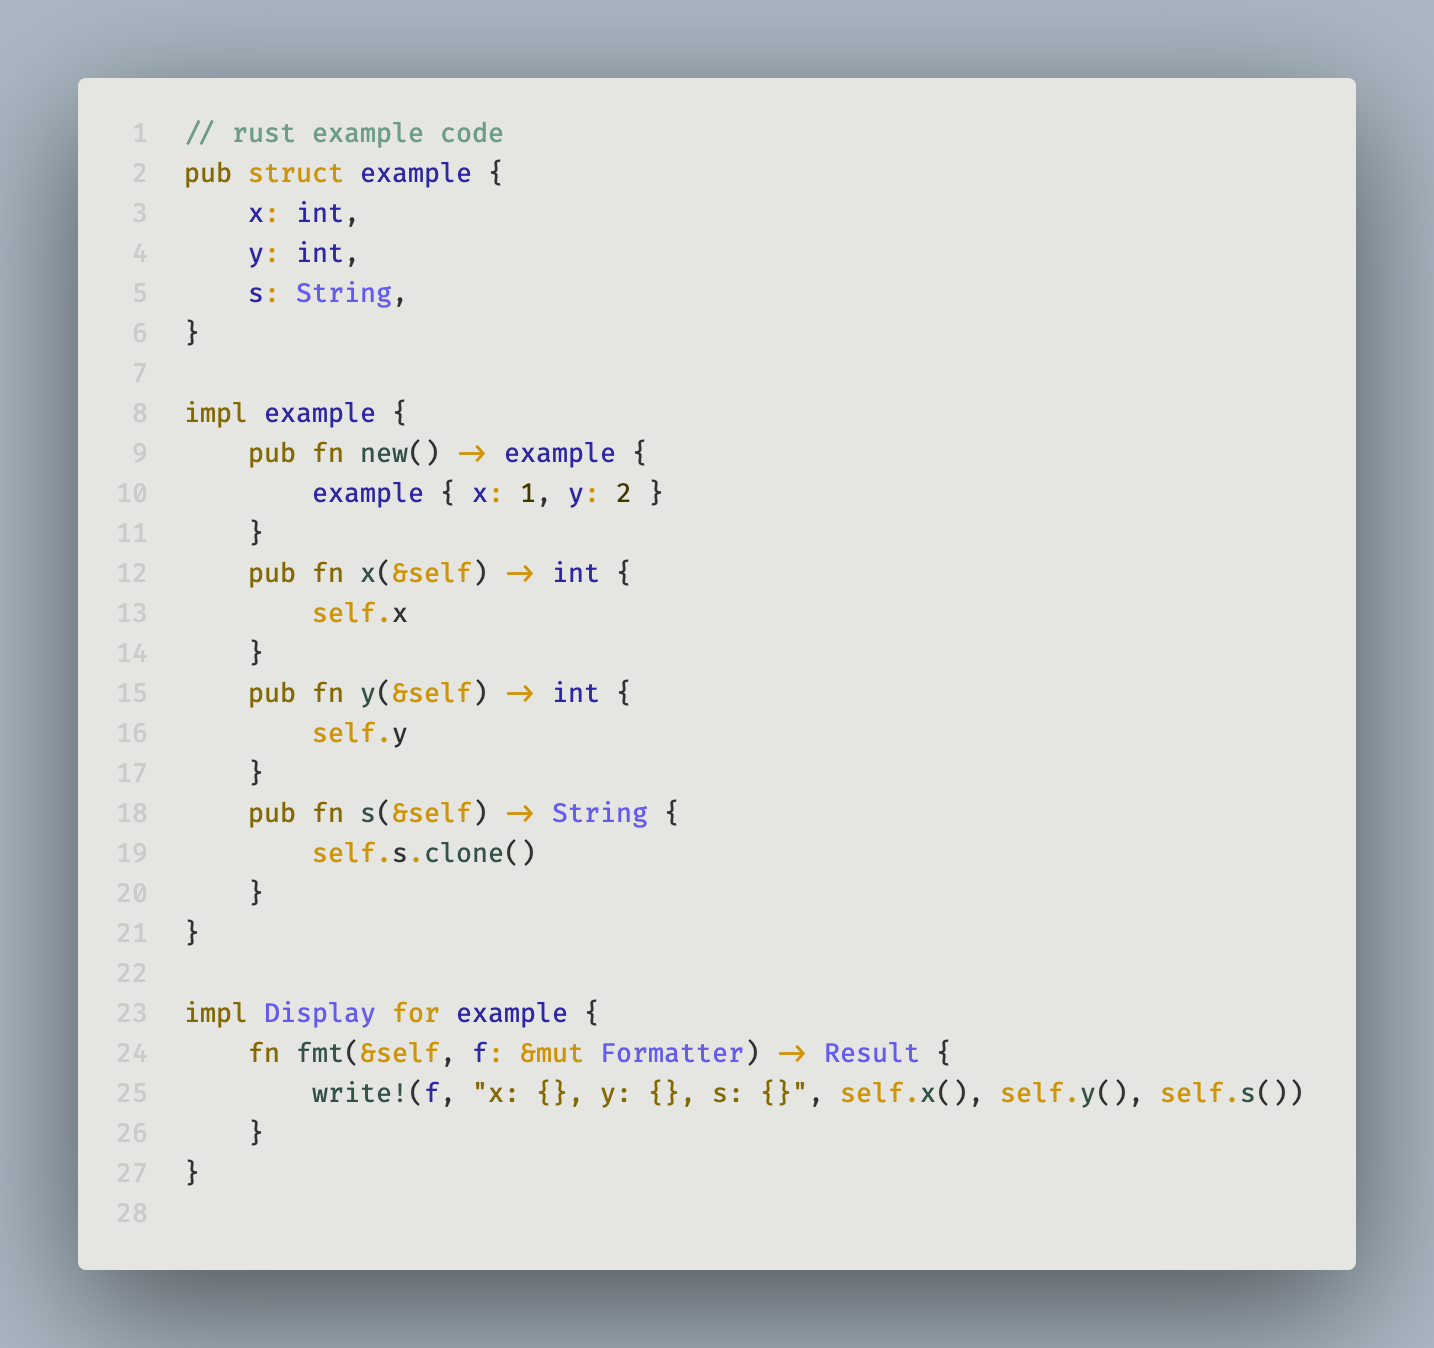 1 // rust example code
2 pub struct example {
3     x: int,
4     y: int,
5     s: String,
6 }
7
8 impl example {
9     pub fn new() -> example {
10         example { x: 1, y: 2 }
11     }
12     pub fn x(&self) -> int {
13         self.x
14     }
15     pub fn y(&self) -> int {
16         self.y
17     }
18     pub fn s(&self) -> String {
19         self.s.clone()
20     }
21 }
22
23 impl Display for example {
24     fn fmt(&self, f: &mut Formatter) -> Result {
25         write!(f, "x: {}, y: {}, s: {}", self.x(), self.y(), self.s())
26     }
27 }
28